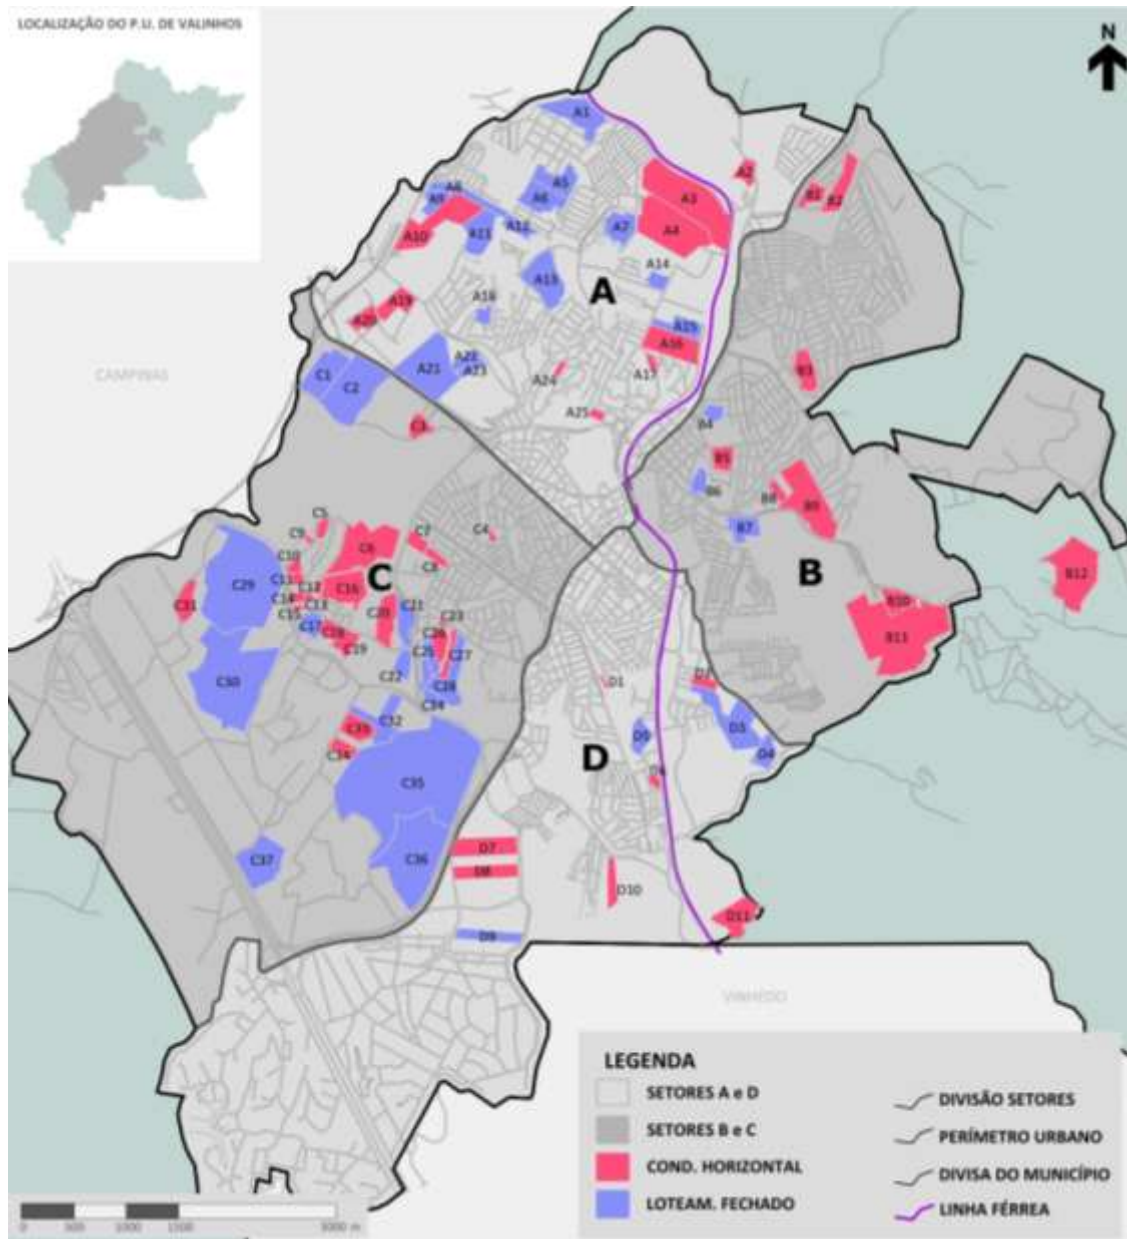 LOCALIZAÇÃO DO P.U. DE VALINHOS
N
A1
A2
A3
A4
A5
A6
A7
A8
A9
A10
A11
A12
A13
A14
A15
A16
A17
A18
A19
A20
A21
A22
A23
A24
A25
A
B1
B2
B3
B4
B5
B6
B7
B8
B9
B10
B11
B12
B
CAMPINAS
C1
C2
C3
C4
C5
C6
C7
C8
C9
C10
C11
C12
C13
C14
C15
C16
C17
C18
C19
C20
C21
C22
C23
C25
C26
C27
C28
C29
C30
C31
C32
C33
C34
C34
C35
C36
C37
C
D1
D2
D3
D4
D5
D6
D7
D8
D9
D10
D11
D
VINHEDO
LEGENDA
SETORES A e D
SETORES B e C
COND. HORIZONTAL
LOTEAM. FECHADO
DIVISÃO SETORES
PERÍMETRO URBANO
DIVISA DO MUNICÍPIO
LINHA FÉRREA
0 500 1000 1500 3000 m